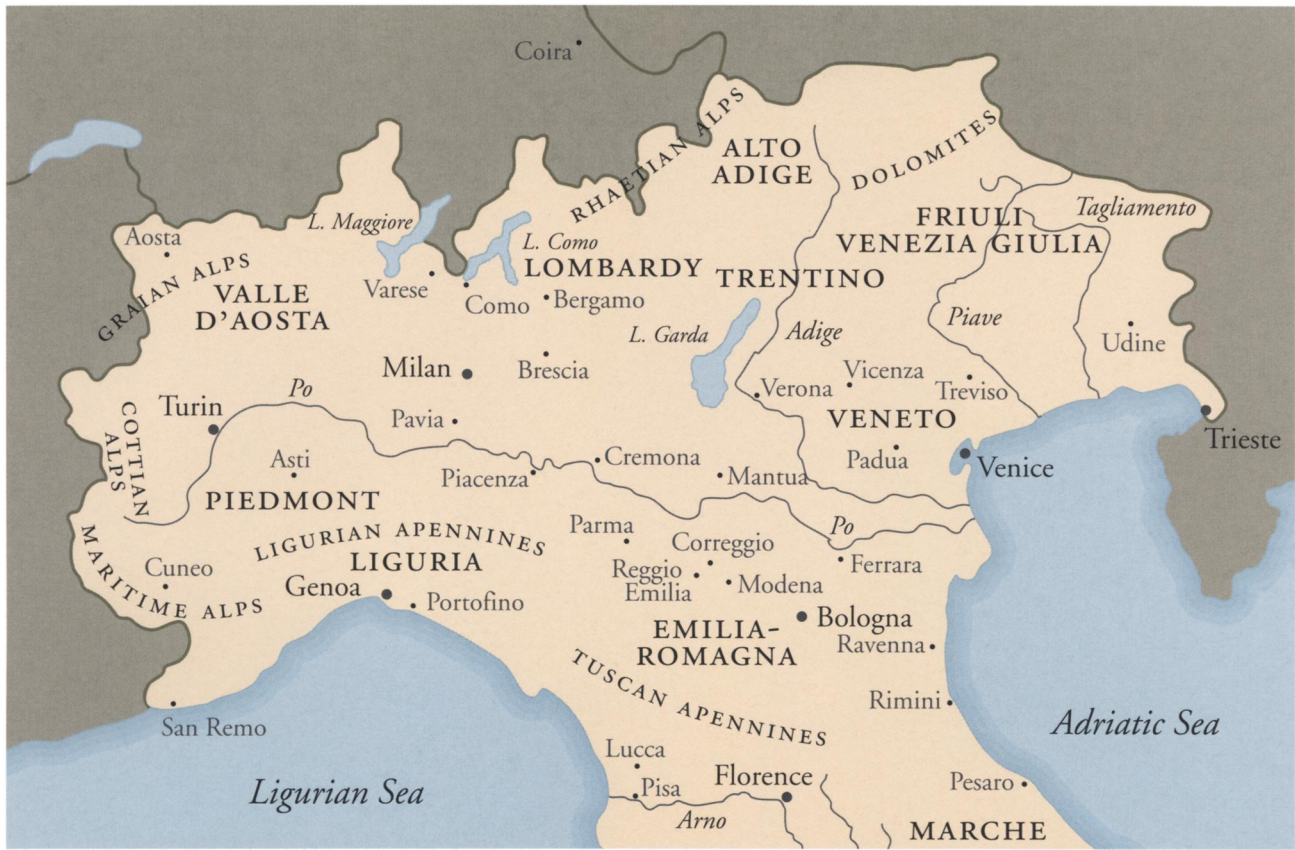 Coira
RHAETIAN ALPS
ALTO
ADIGE
DOLOMITES
L. Maggiore
Tagliamento
FRIULI
VENEZIA GIULIA
Aosta
L. Como
LOMBARDY
TRENTINO
GRAIAN ALPS
VALLE
D'AOSTA
Varese
Como
Bergamo
L. Garda
Adige
Piave
Udine
Milan
Brescia
Vicenza
Verona
Treviso
Po
Turin
Pavia
VENETO
Trieste
COTTIAN
ALPS
Asti
Cremona
Padua
Venice
Piacenza
Mantua
PIEDMONT
Parma
Po
LIGURIAN APENNINES
Correggio
LIGURIA
Ferrara
MARITIME ALPS
Cuneo
Reggio
Emilia
Modena
Genoa
Portofino
Bologna
EMILIA-
ROMAGNA
Ravenna
TUSCAN APENNINES
Rimini
San Remo
Adriatic Sea
Lucca
Florence
Pisa
Pesaro
Ligurian Sea
Arno
MARCHE